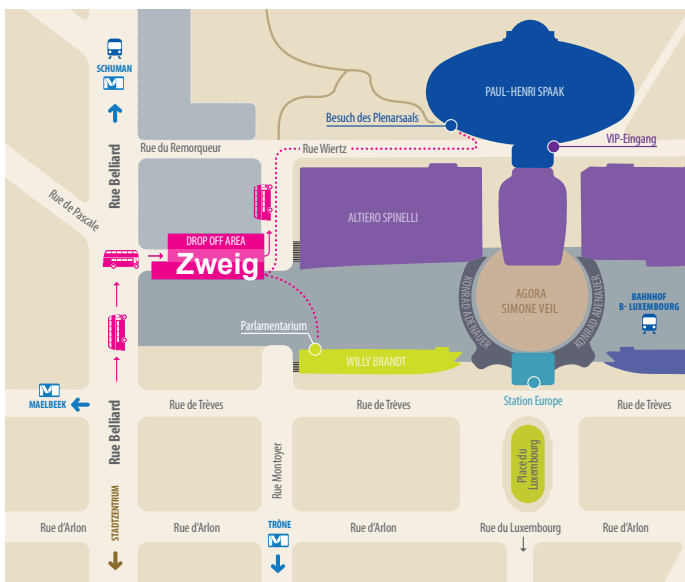 SCHUMAN
M
PAUL-HENRI SPAAK
Besuch des Plenarsaals
VIP-Eingang
Rue du Remorqueur
Rue Wiertz
Rue Belliard
Rue de Pascale
ALTIERO SPINELLI
DROP OFF AREA
Zweig
AGORA
SIMONE VEIL
KONRAD ADENAUER
KONRAD ADENAUER
BAHNHOF
B- LUXEMBOURG
Parlamentarium
WILLY BRANDT
M
MAELBEEK
Rue de Trèves
Rue de Trèves
Station Europe
Rue de Trèves
Rue Belliard
Rue Montoyer
Place du
Luxembourg
STADTZENTRUM
Rue d'Arlon
Rue d'Arlon
TRÔNE
M
Rue d'Arlon
Rue du Luxembourg
Rue d'Arlon